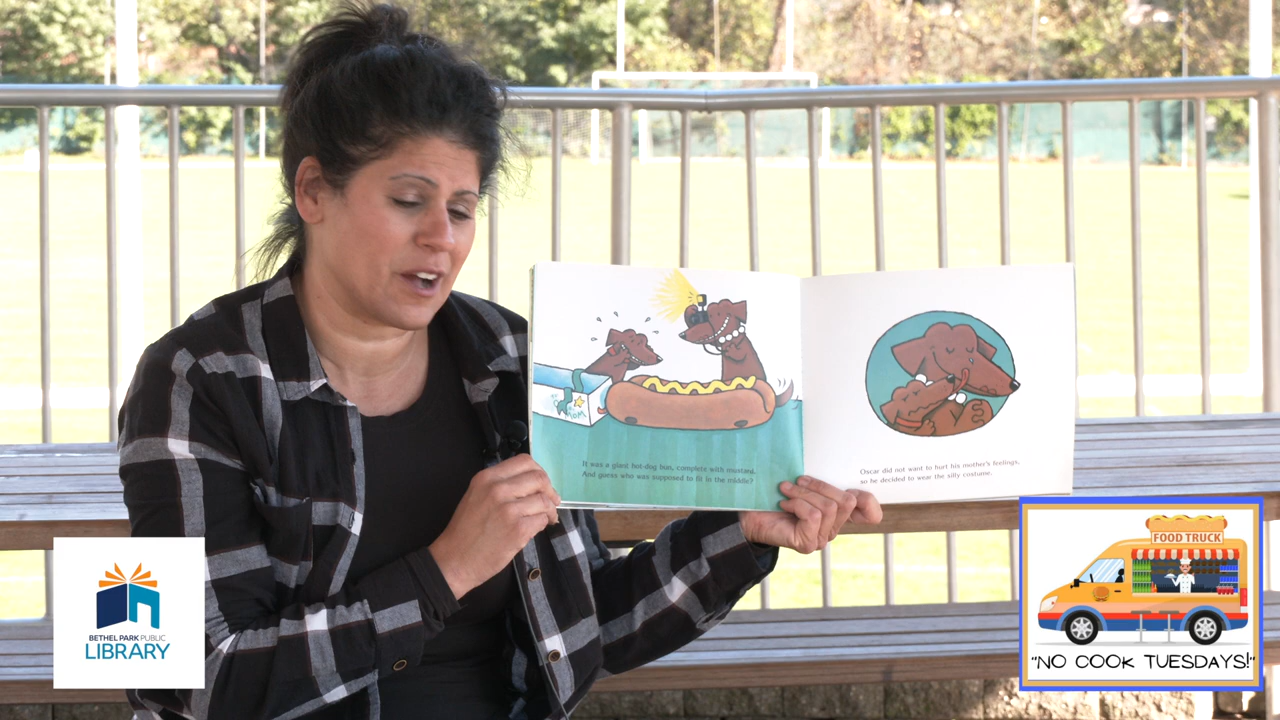 MOM
It was a giant hot-dog bun, complete with mustard.
And guess who was supposed to fit in the middle?
Oscar did not want to hurt his mother's feelings,
so he decided to wear the silly costume.
BETHEL PARK PUBLIC
LIBRARY
FOOD TRUCK
"NO COOK TUESDAYS!"